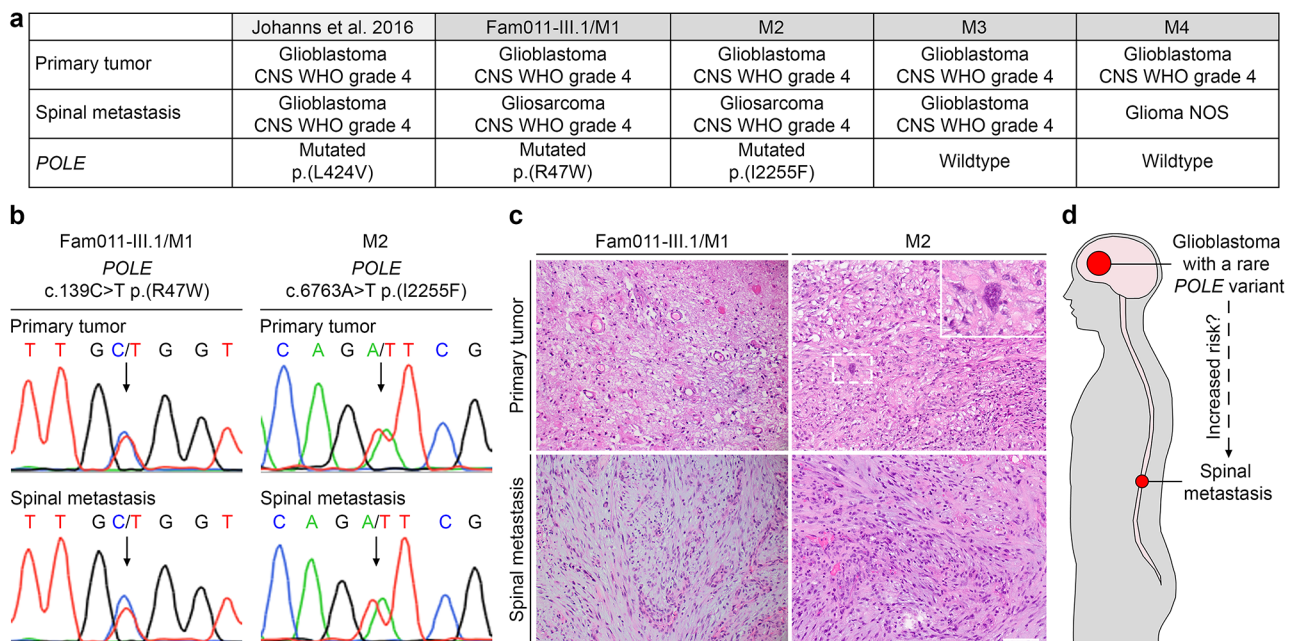 a
Johanns et al. 2016 Fam011-III.1/M1 M2 M3 M4
Primary tumor Glioblastoma Glioblastoma Glioblastoma Glioblastoma Glioblastoma
CNS WHO grade 4 CNS WHO grade 4 CNS WHO grade 4 CNS WHO grade 4 CNS WHO grade 4
Spinal metastasis Glioblastoma Gliosarcoma Gliosarcoma Glioblastoma Glioma NOS
CNS WHO grade 4 CNS WHO grade 4 CNS WHO grade 4 CNS WHO grade 4
POLE Mutated Mutated Mutated Wildtype Wildtype
p.(L424V) p.(R47W) p.(I2255F)
b
Fam011-III.1/M1
POLE
c.139C>T p.(R47W)
Primary tumor
T T G C/T G G T
Spinal metastasis
T T G C/T G G T
M2
POLE
c.6763A>T p.(I2255F)
Primary tumor
C A G A/T T C G
Spinal metastasis
C A G A/T T C G
c
Fam011-III.1/M1 M2
Primary tumor
Spinal metastasis
d
Glioblastoma
with a rare
POLE variant
Increased risk?
Spinal
metastasis